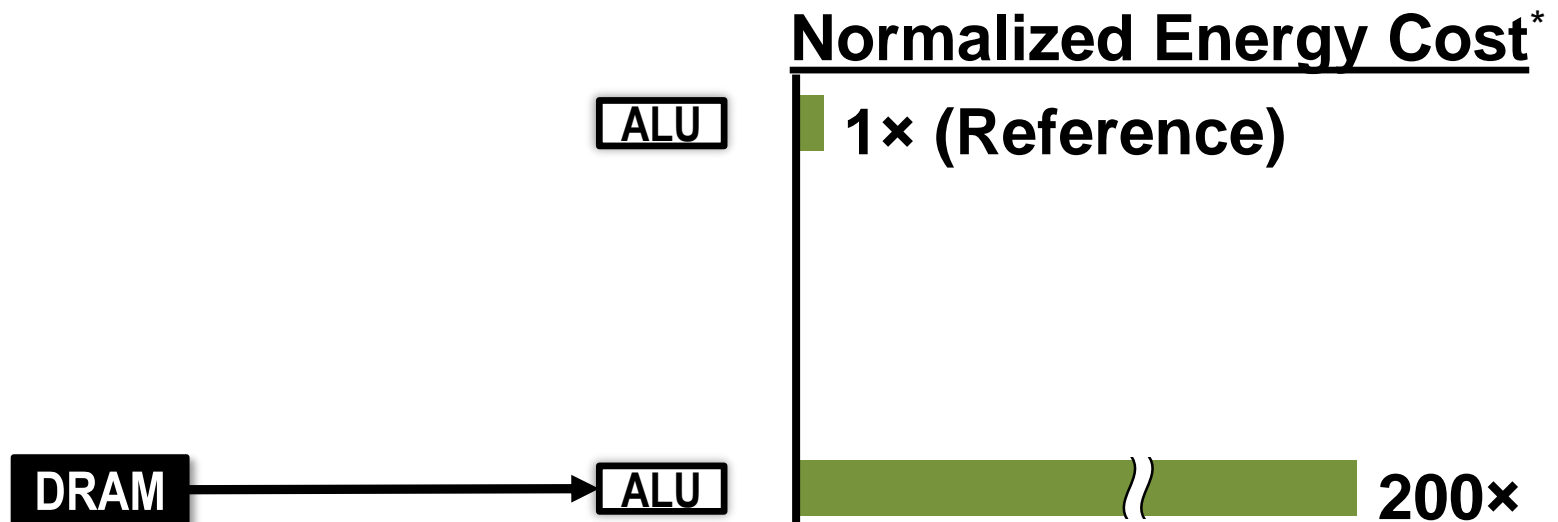 Normalized Energy Cost*
ALU 1× (Reference)
DRAM ALU 200×